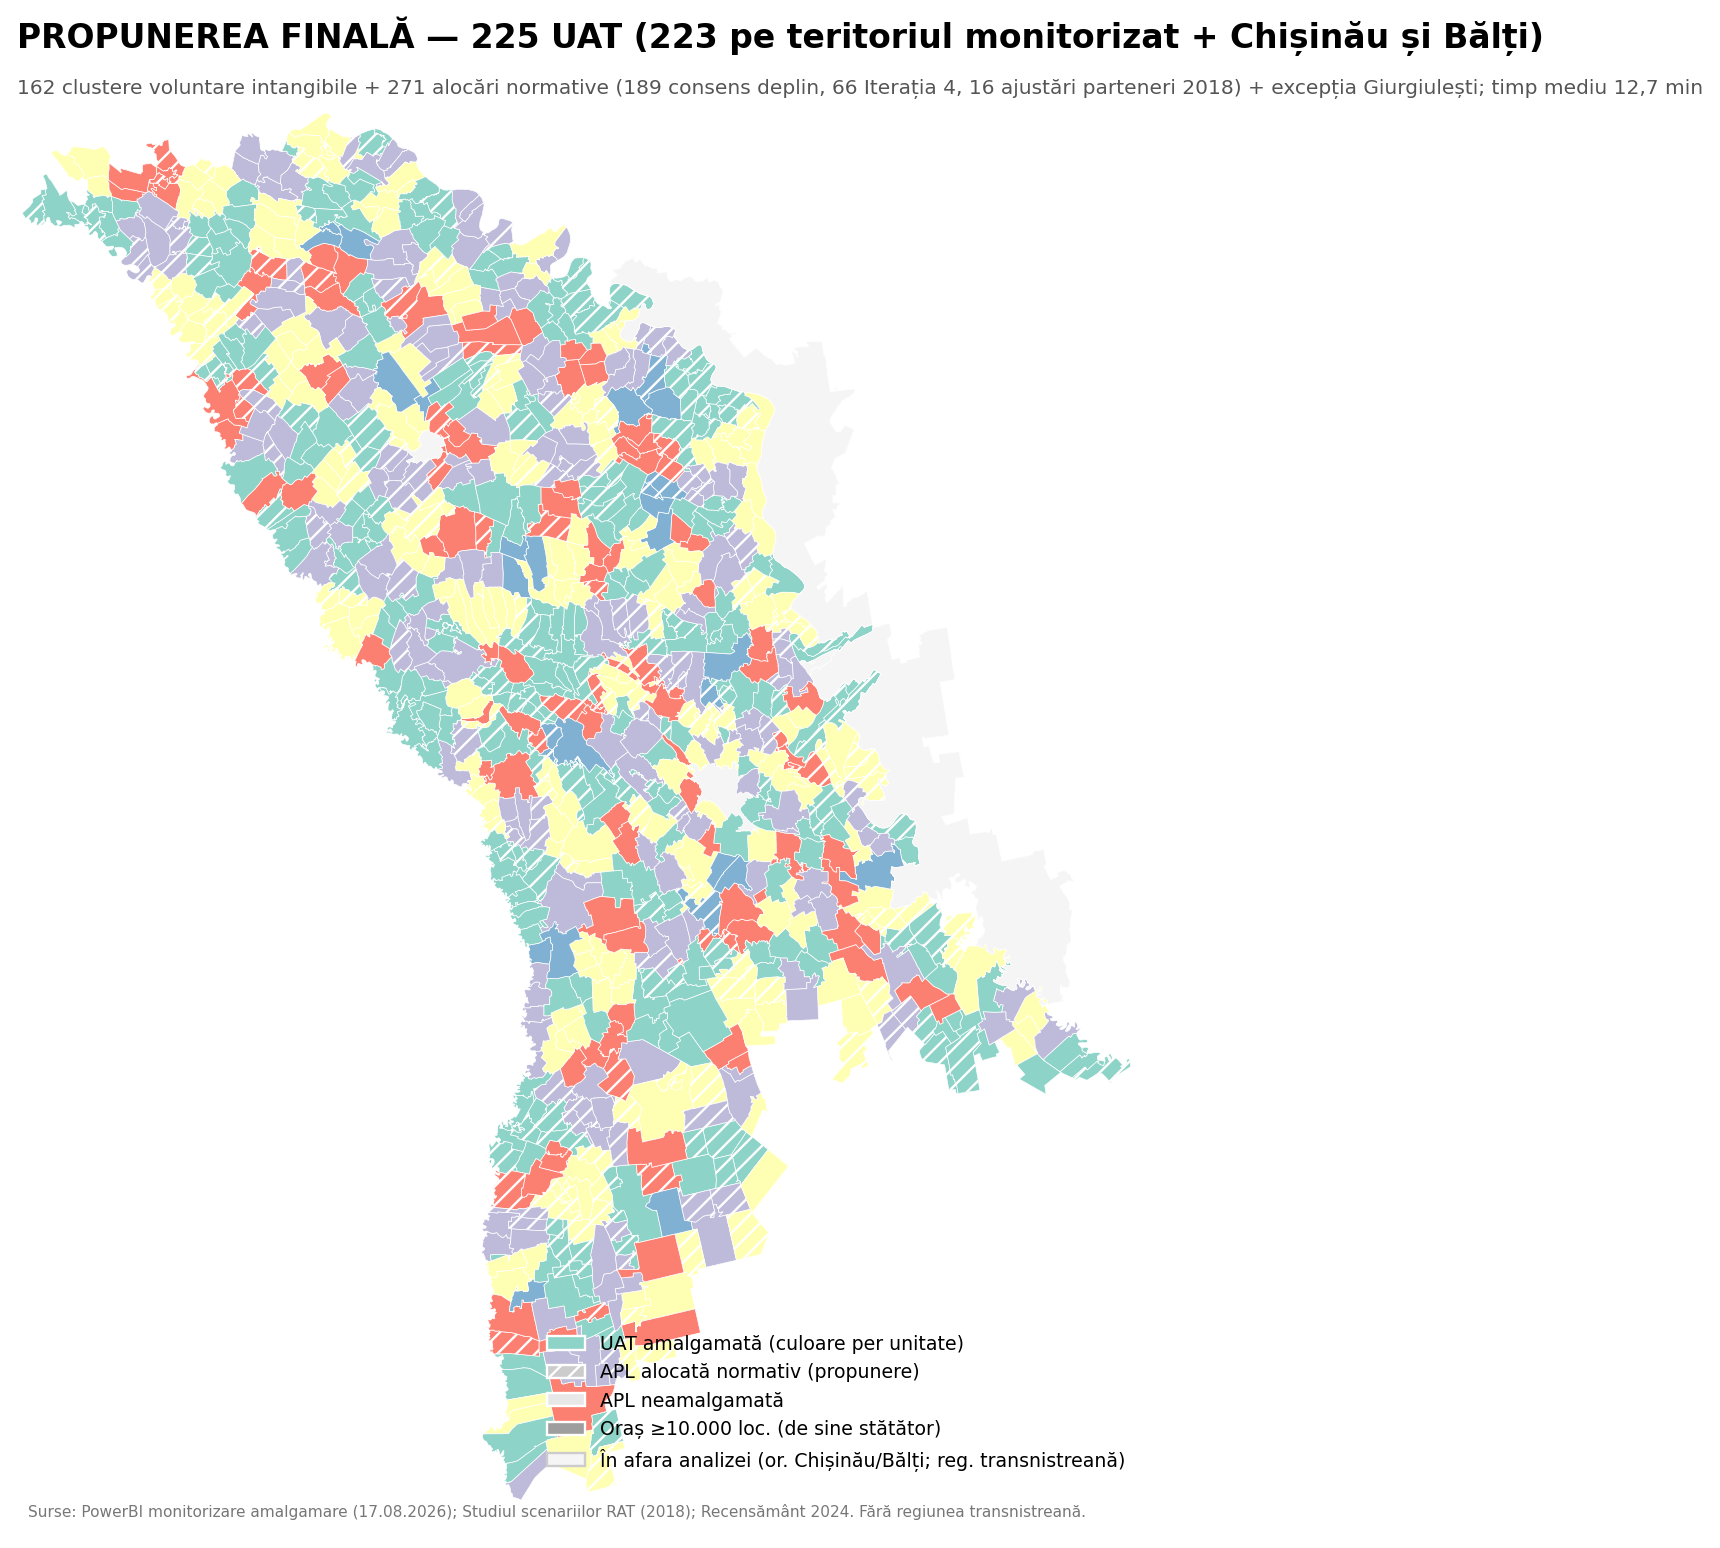 PROPUNEREA FINALĂ — 225 UAT (223 pe teritoriul monitorizat + Chișinău și Bălți)
162 clustere voluntare intangibile + 271 alocări normative (189 consens deplin, 66 Iterația 4, 16 ajustări parteneri 2018) + excepția Giurgiulești; timp mediu 12,7 min
UAT amalgamată (culoare per unitate)
APL alocată normativ (propunere)
APL neamalgamată
Oraș ≥10.000 loc. (de sine stătător)
În afara analizei (or. Chișinău/Bălți; reg. transnistreană)
Surse: PowerBI monitorizare amalgamare (17.08.2026); Studiul scenariilor RAT (2018); Recensământ 2024. Fără regiunea transnistreană.